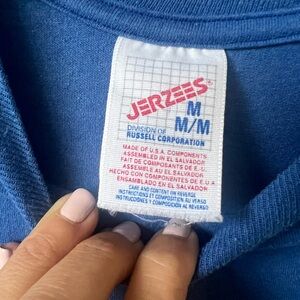 JERZEES
M
M/M
DIVISION OF
RUSSELL CORPORATION
MADE OF U.S.A. COMPONENTS
ASSEMBLED IN EL SALVADOR
FAIT DE COMPOSANTS DE E.U.
ASSEMBLE AU EL SALVADOR
HECHO CON COMPONENTES DE E.U.A
ENSAMBLADO EN EL SALVADOR
CARE AND CONTENT ON REVERSE
INSTRUCTIONS ET COMPOSITION AU VERSO
INSTRUCCIONES Y COMPOSICIÓN AL REVERSO